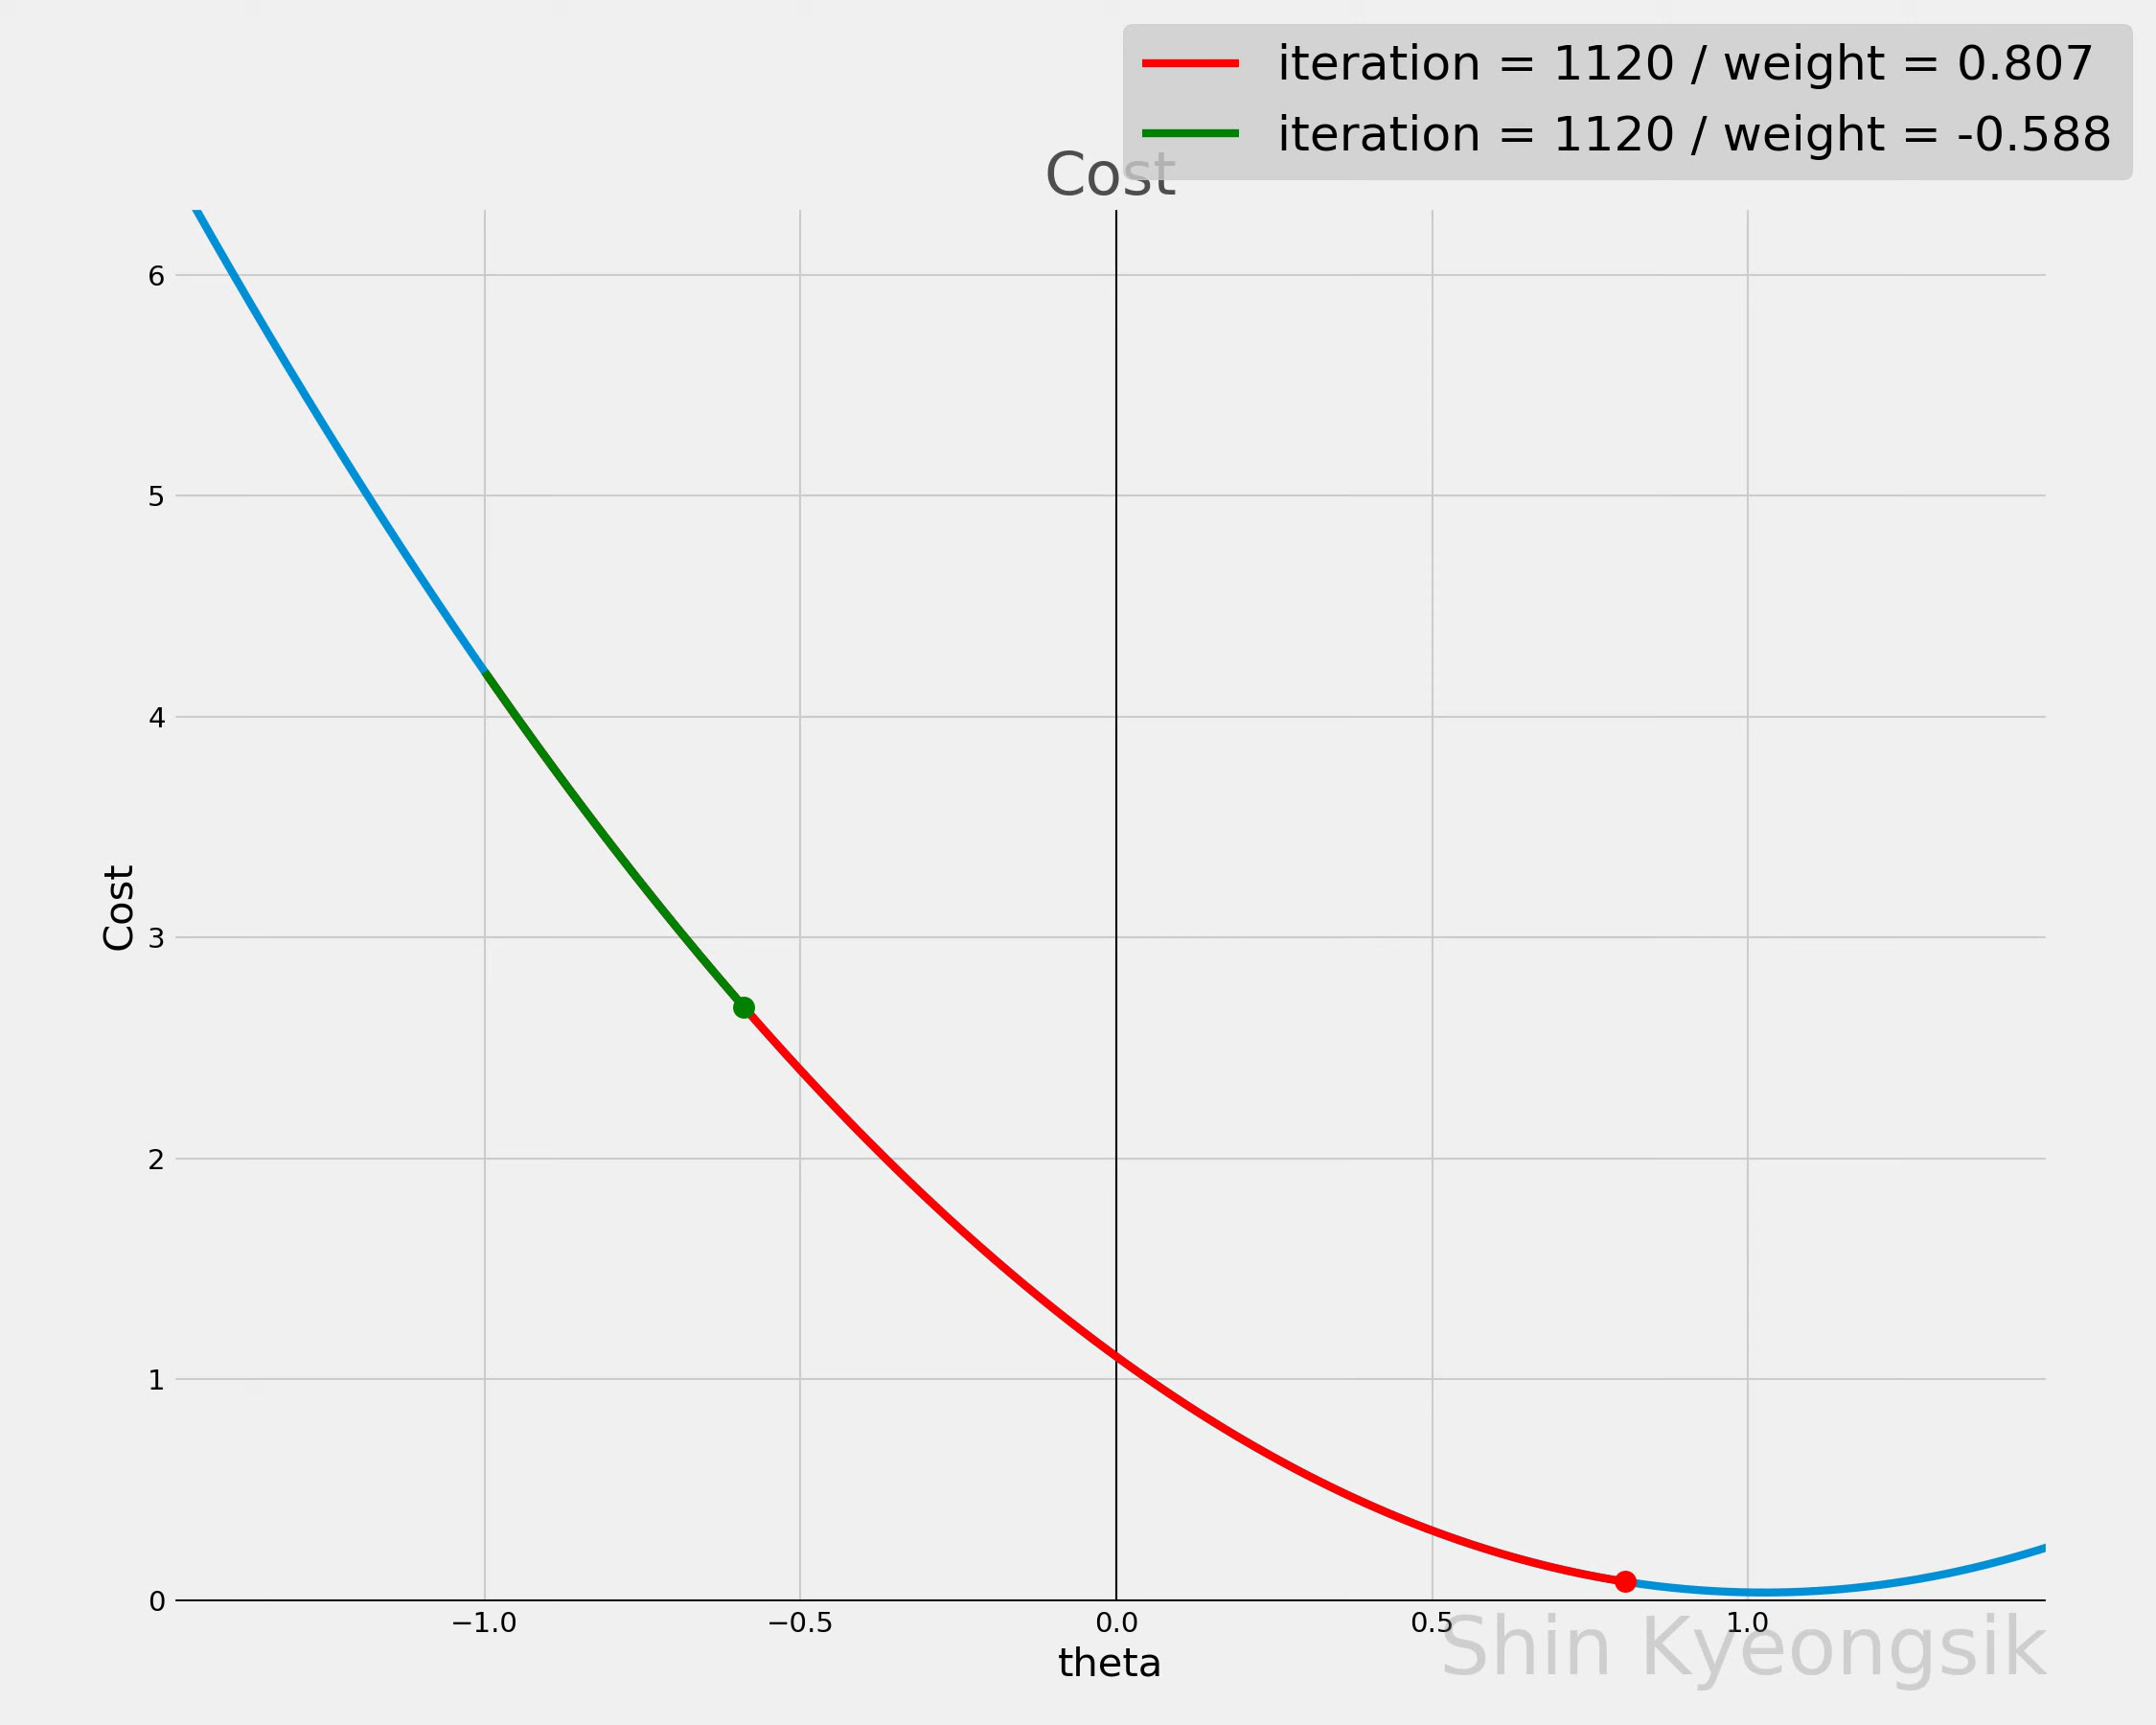 iteration = 1120 / weight = 0.807
iteration = 1120 / weight = -0.588
Cost
6
5
4
3
2
1
0
Cost
−1.0
−0.5
0.0
0.5
1.0
theta
Shin Kyeongsik